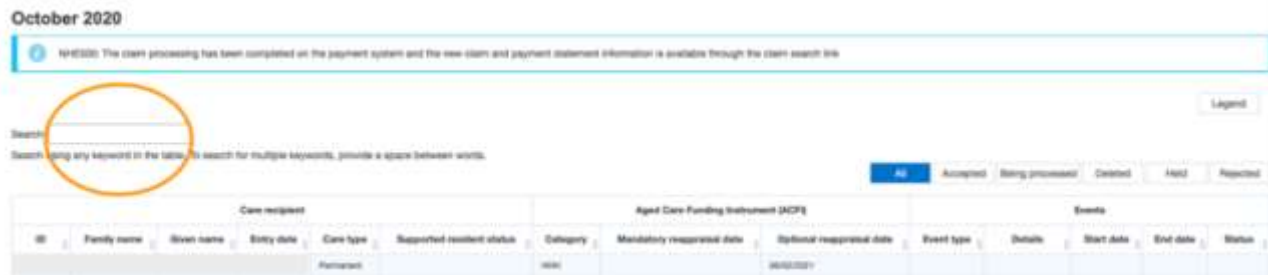 October 2020
The claim processing has been completed on the payment system and the new claim and payment statement information is available through the claim search link
Legend
Search
Search using any keyword in the table. To search for multiple keywords, provide a space between words.
All Accepted Being processed Deleted Held Rejected
Care recipient Aged Care Funding Instrument (ACFI) Events
ID Family name Given name Entry date Care type Supported resident status Category Mandatory reappraisal date Optional reappraisal date Event type Details Start date End date Status
Permanent